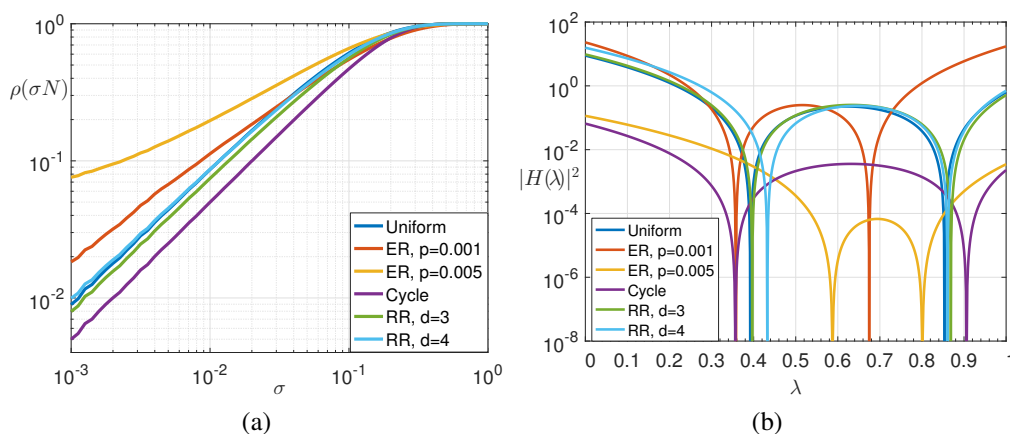 10^0
10^-1
10^-2
ρ(σN)
10^-3
10^-2
10^-1
10^0
σ
Uniform
ER, p=0.001
ER, p=0.005
Cycle
RR, d=3
RR, d=4
(a)
10^2
10^0
10^-2
|H(λ)|^2
10^-4
10^-6
10^-8
0 0.1 0.2 0.3 0.4 0.5 0.6 0.7 0.8 0.9 1
λ
Uniform
ER, p=0.001
ER, p=0.005
Cycle
RR, d=3
RR, d=4
(b)